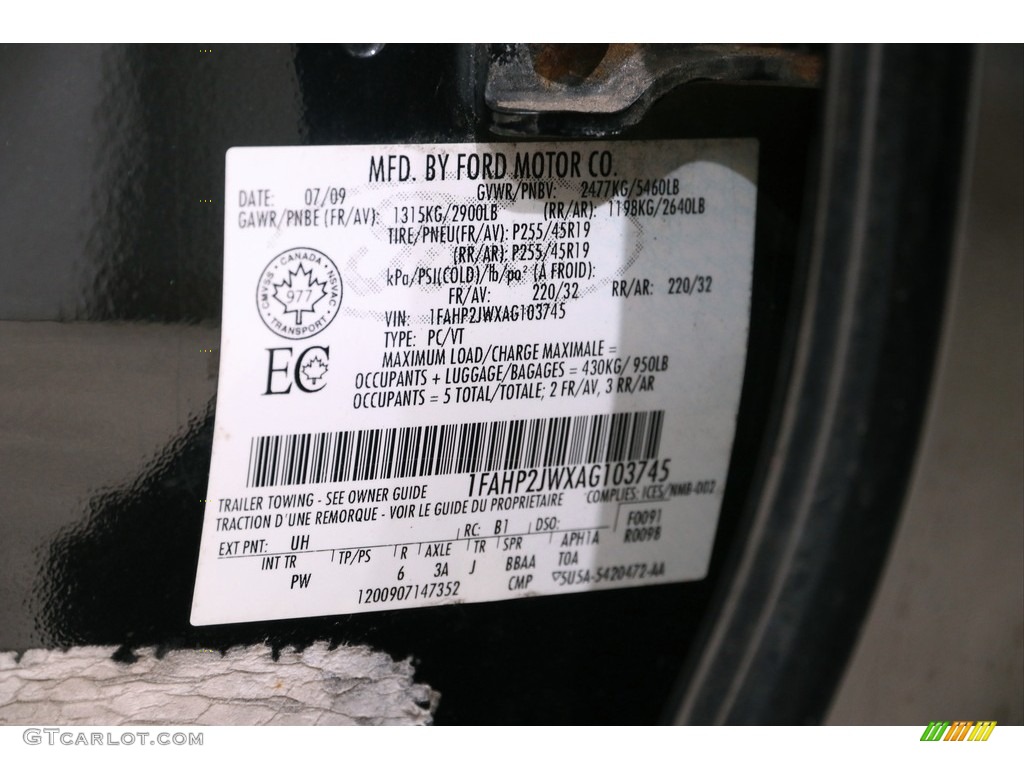 MFD. BY FORD MOTOR CO.
DATE: 07/09 GVWR/PNBV: 2477KG/5460LB
GAWR/PNBE (FR/AV): 1315KG/2900LB (RR/AR): 1198KG/2640LB
TIRE/PNEU(FR/AV): P255/45R19
(RR/AR): P255/45R19
kPa/PSI(COLD)/lb/po² (À FROID):
FR/AV: 220/32 RR/AR: 220/32
CANADA
NSVAC
TRANSPORT
CMVSS
977
VIN: 1FAHP2JWXAG103745
TYPE: PC/VT
EC
MAXIMUM LOAD/CHARGE MAXIMALE =
OCCUPANTS + LUGGAGE/BAGAGES = 430KG/ 950LB
OCCUPANTS = 5 TOTAL/TOTALE; 2 FR/AV, 3 RR/AR
1FAHP2JWXAG103745
TRAILER TOWING - SEE OWNER GUIDE COMPLIES: ICES/NMB-002
TRACTION D'UNE REMORQUE - VOIR LE GUIDE DU PROPRIETAIRE
EXT PNT: UH RC: B1 DSO: F0091
R0098
INT TR TP/PS R AXLE TR SPR APH1A
PW 6 3A J BBAA TOA
1200907147352 CMP 5U5A-5420472-AA
GTcarlot.com